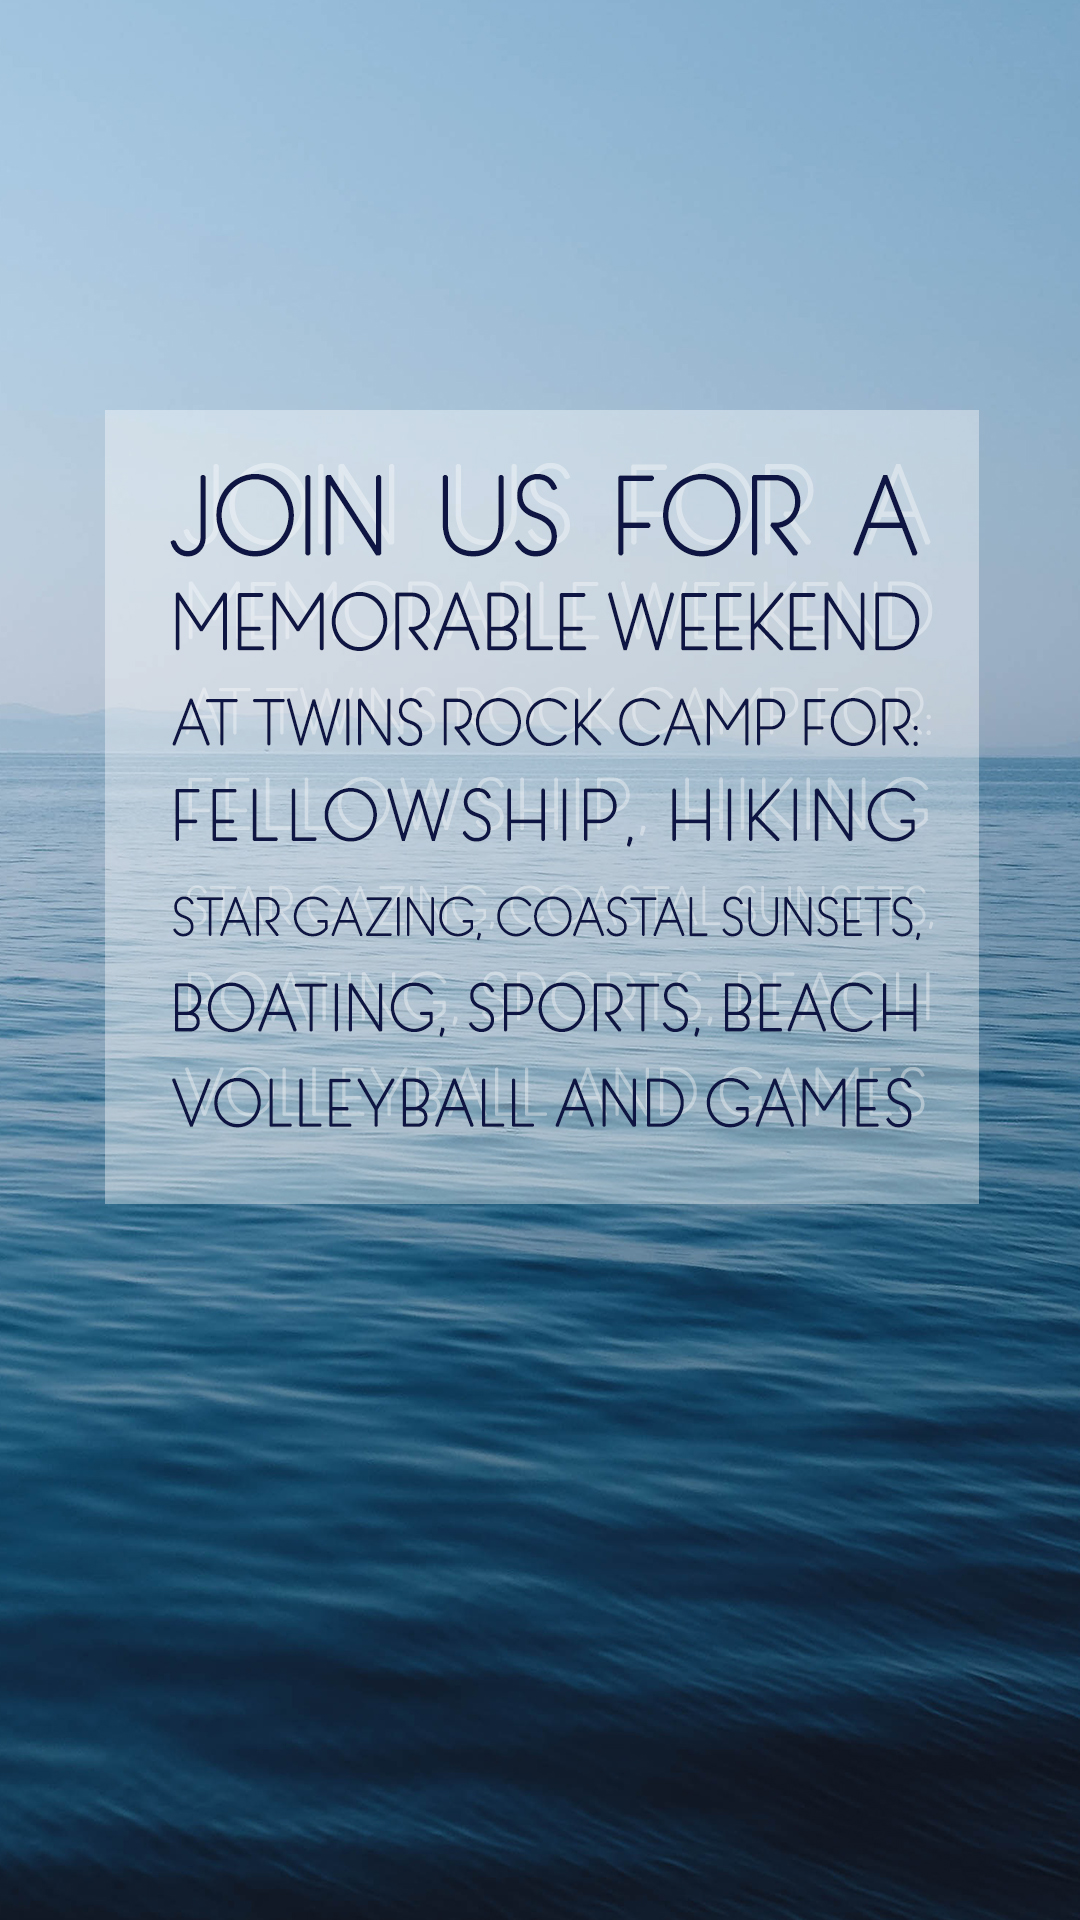 JOIN US FOR A
MEMORABLE WEEKEND
AT TWINS ROCK CAMP FOR:
FELLOWSHIP, HIKING
STAR GAZING, COASTAL SUNSETS,
BOATING, SPORTS, BEACH
VOLLEYBALL AND GAMES